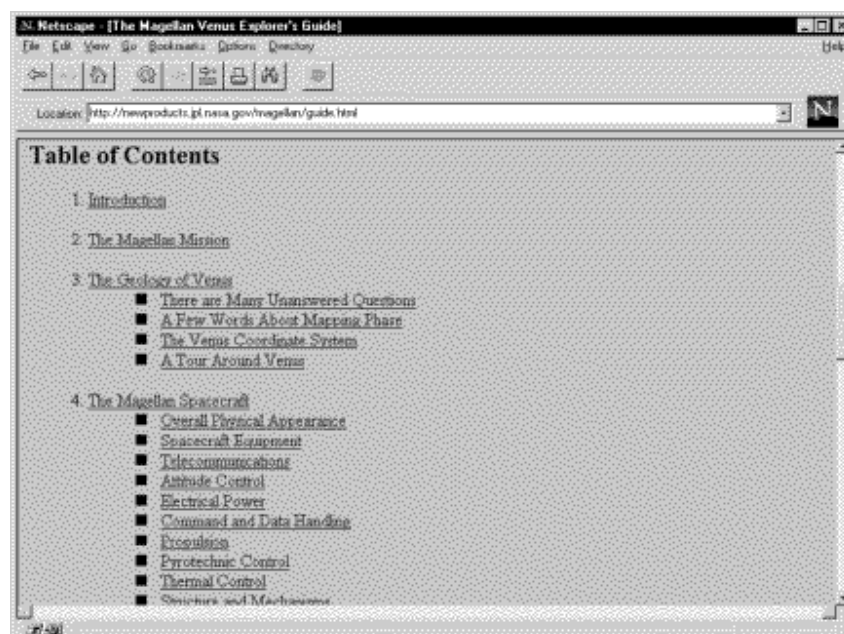 Netscape - [The Magellan Venus Explorer's Guide]
File Edit View Go Bookmarks Options Directory Help
Location: http://newproducts.jpl.nasa.gov/magellan/guide.html
N
Table of Contents
1. Introduction
2. The Magellan Mission
3. The Geology of Venus
■ There are Many Unanswered Questions
■ A Few Words About Mapping Phase
■ The Venus Coordinate System
■ A Tour Around Venus
4. The Magellan Spacecraft
■ Overall Physical Appearance
■ Spacecraft Equipment
■ Telecommunications
■ Attitude Control
■ Electrical Power
■ Command and Data Handling
■ Propulsion
■ Pyrotechnic Control
■ Thermal Control
■ Structure and Mechanisms